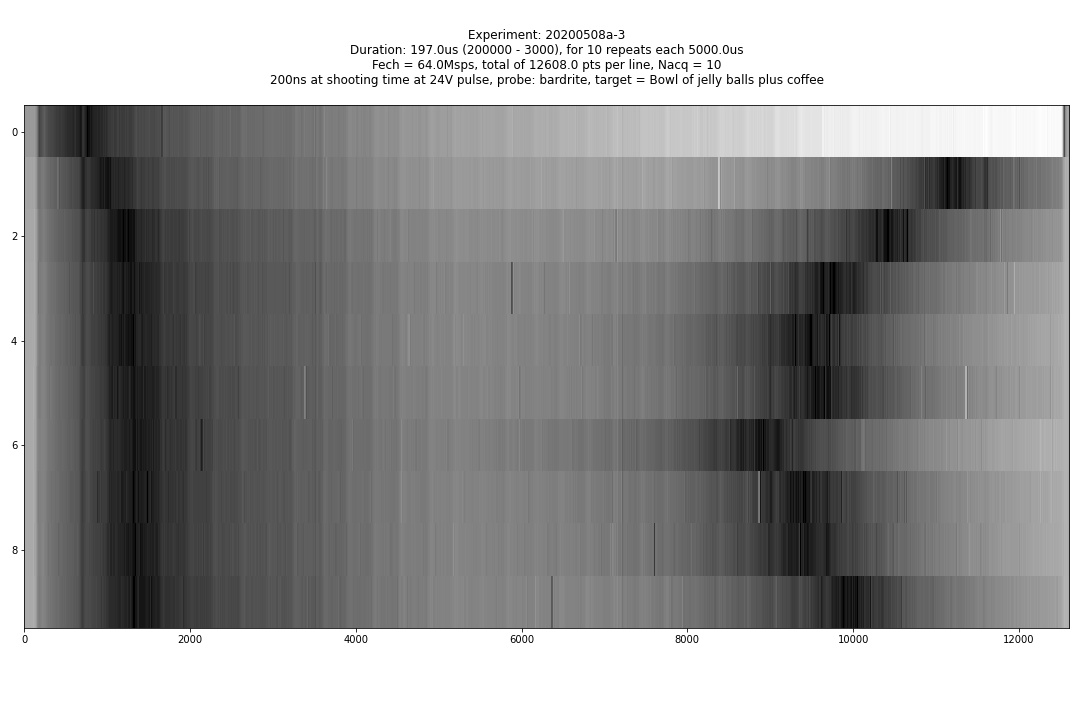 Experiment: 20200508a-3
Duration: 197.0us (200000 - 3000), for 10 repeats each 5000.0us
Fech = 64.0Msps, total of 12608.0 pts per line, Nacq = 10
200ns at shooting time at 24V pulse, probe: bardrite, target = Bowl of jelly balls plus coffee
0
2
4
6
8
0 2000 4000 6000 8000 10000 12000